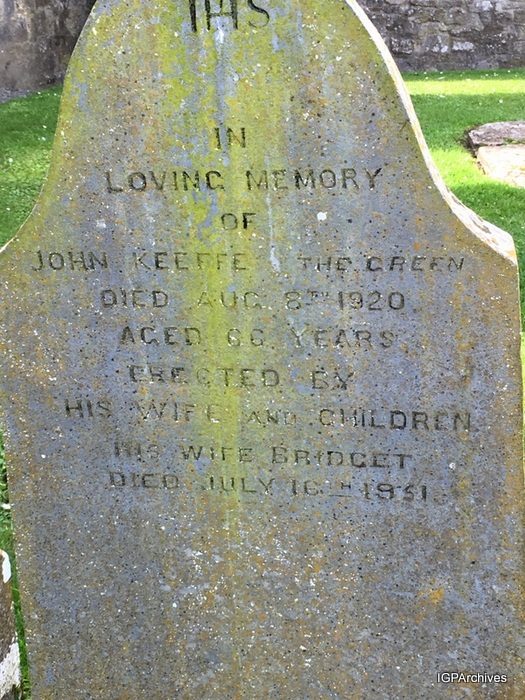 IHS
IN
LOVING MEMORY
OF
JOHN KEEFFE THE GREEN
DIED AUG 8TH 1920
AGED 66 YEARS
ERECTED BY
HIS WIFE AND CHILDREN
HIS WIFE BRIDGET
DIED JULY 16TH 1931
IGPArchives